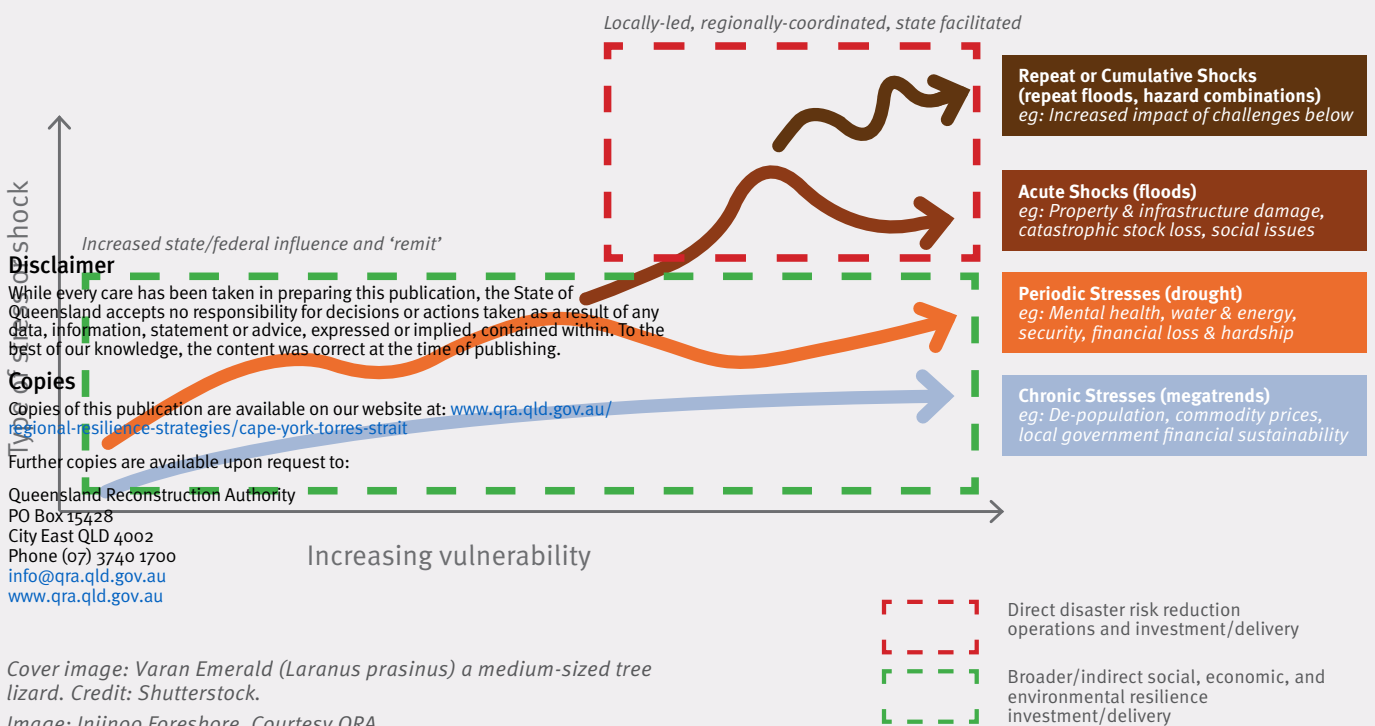 Locally-led, regionally-coordinated, state facilitated
Repeat or Cumulative Shocks
(repeat floods, hazard combinations)
eg: Increased impact of challenges below
Acute Shocks (floods)
eg: Property & infrastructure damage,
catastrophic stock loss, social issues
Periodic Stresses (drought)
eg: Mental health, water & energy,
security, financial loss & hardship
Chronic Stresses (megatrends)
eg: De-population, commodity prices,
local government financial sustainability
Type of stress or shock
Increased state/federal influence and ‘remit’
Disclaimer
While every care has been taken in preparing this publication, the State of
Queensland accepts no responsibility for decisions or actions taken as a result of any
data, information, statement or advice, expressed or implied, contained within. To the
best of our knowledge, the content was correct at the time of publishing.
Copies
Copies of this publication are available on our website at: www.qra.qld.gov.au/
regional-resilience-strategies/cape-york-torres-strait
Further copies are available upon request to:
Queensland Reconstruction Authority
PO Box 15428
City East QLD 4002
Phone (07) 3740 1700
info@qra.qld.gov.au
www.qra.qld.gov.au
Increasing vulnerability
Direct disaster risk reduction
operations and investment/delivery
Broader/indirect social, economic, and
environmental resilience
investment/delivery
Cover image: Varan Emerald (Laranus prasinus) a medium-sized tree
lizard. Credit: Shutterstock.
Image: Injinoo Foreshore. Courtesy QRA.